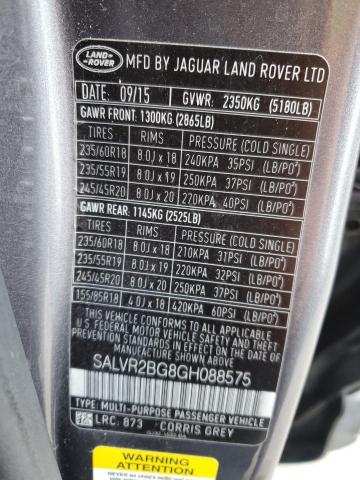 LAND
ROVER
MFD BY JAGUAR LAND ROVER LTD
DATE: 09/15 GVWR: 2350KG (5180LB)
GAWR FRONT: 1300KG (2865LB)
TIRES RIMS PRESSURE (COLD SINGLE)
235/60R18 8.0J x 18 240KPA 35PSI (LB/PO²)
235/55R19 8.0J x 19 250KPA 37PSI (LB/PO²)
245/45R20 8.0J x 20 270KPA 40PSI (LB/PO²)
GAWR REAR: 1145KG (2525LB)
TIRES RIMS PRESSURE (COLD SINGLE)
235/60R18 8.0J x 18 210KPA 31PSI (LB/PO²)
235/55R19 8.0J x 19 220KPA 32PSI (LB/PO²)
245/45R20 8.0J x 20 250KPA 37PSI (LB/PO²)
155/85R18 4.0J x 18 420KPA 60PSI (LB/PO²)
THIS VEHICLE CONFORMS TO ALL APPLICABLE
FEDERAL MOTOR VEHICLE SAFETY, BUMPER, AND THEFT
PREVENTION STANDARDS IN EFFECT ON THE DATE OF
MANUFACTURE SHOWN ABOVE.
SALVR2BG8GH088575
TYPE: MULTI-PURPOSE PASSENGER VEHICLE
LRC: 873 CORRIS GREY
WARNING
ATTENTION